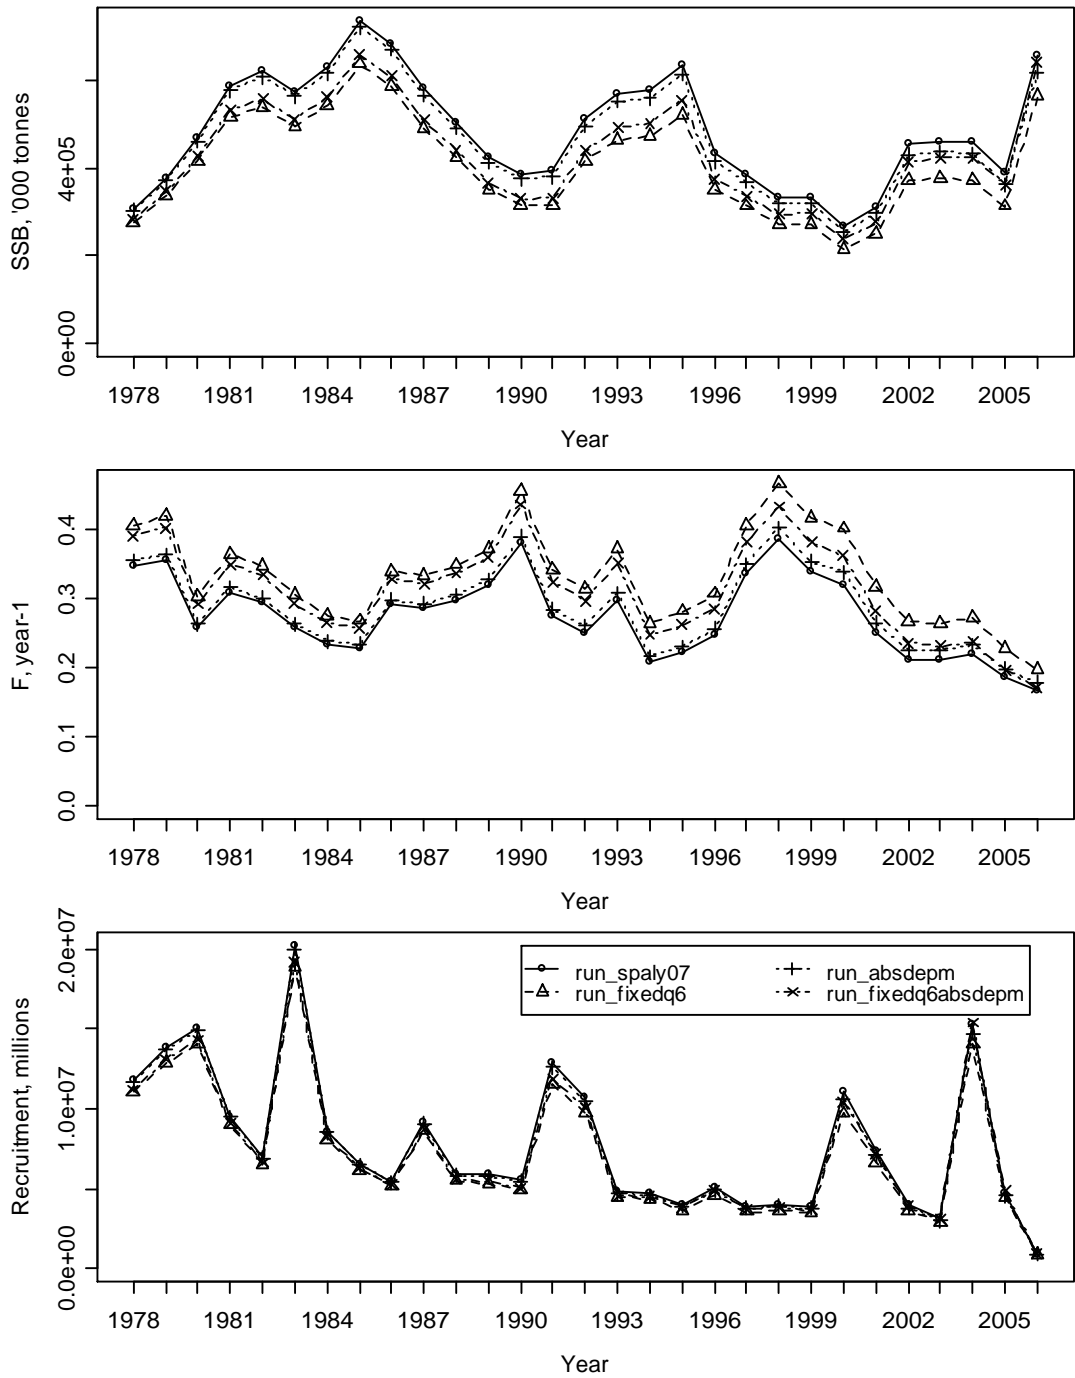 SSB, '000 tonnes
4e+05
0e+00
1978 1981 1984 1987 1990 1993 1996 1999 2002 2005
Year
F, year-1
0.4
0.3
0.2
0.1
0.0
1978 1981 1984 1987 1990 1993 1996 1999 2002 2005
Year
Recruitment, millions
2.0e+07
1.0e+07
0.0e+00
run_spaly07 run_absdepm
run_fixedq6 run_fixedq6absdepm
1978 1981 1984 1987 1990 1993 1996 1999 2002 2005
Year